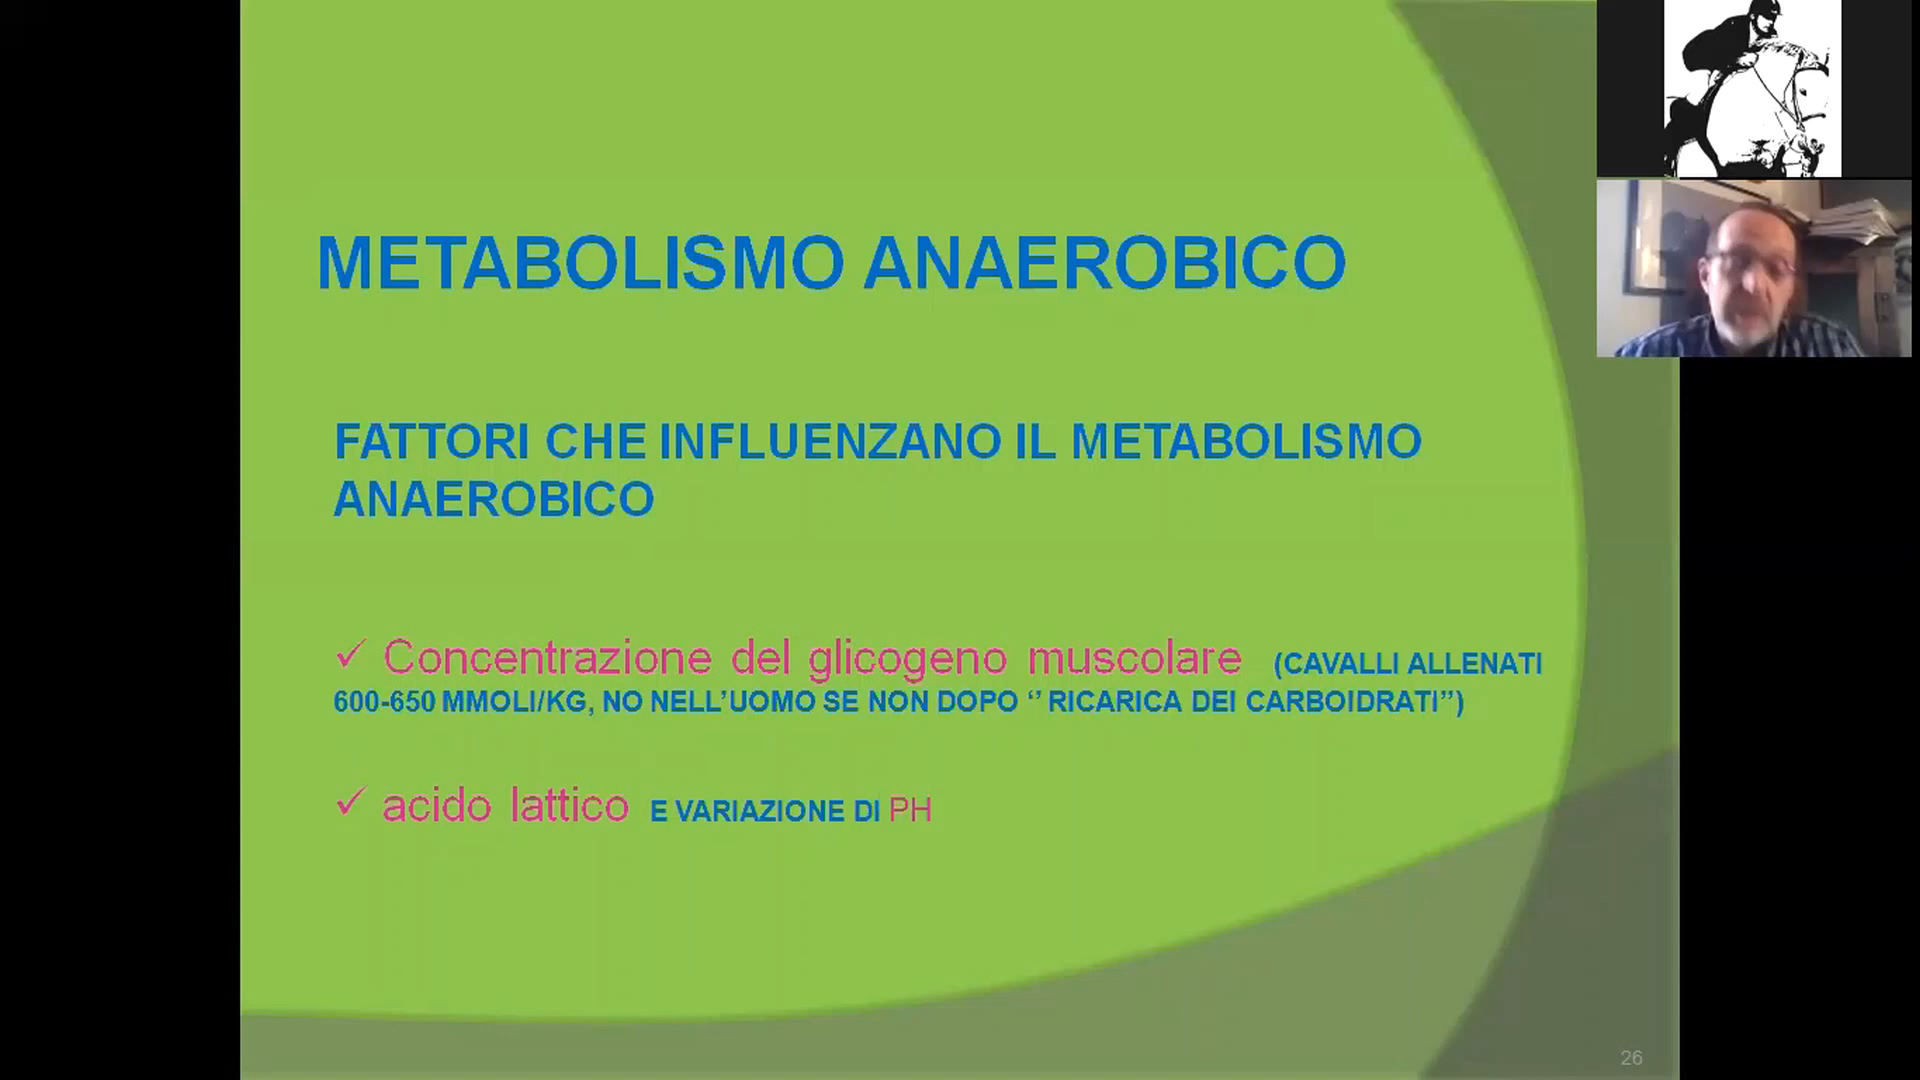 METABOLISMO ANAEROBICO
FATTORI CHE INFLUENZANO IL METABOLISMO
ANAEROBICO
✓ Concentrazione del glicogeno muscolare (CAVALLI ALLENATI
600-650 MMOLI/KG, NO NELL’UOMO SE NON DOPO ‘’ RICARICA DEI CARBOIDRATI’’)
✓ acido lattico E VARIAZIONE DI PH
26